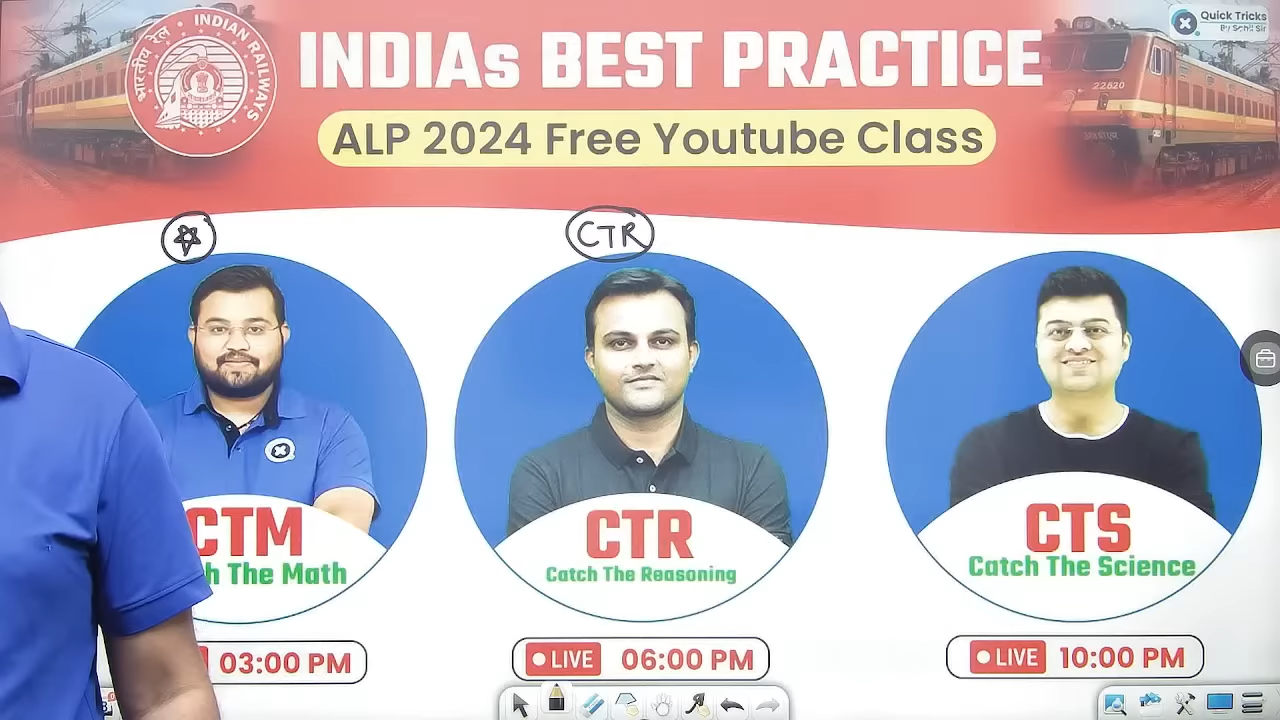 भारतीय रेल • INDIAN RAILWAYS
INDIAs BEST PRACTICE
Quick Tricks
By Sahil Sir
ALP 2024 Free Youtube Class
22820
CTR
CTM
h The Math
CTR
Catch The Reasoning
CTS
Catch The Science
03:00 PM
LIVE 06:00 PM
LIVE 10:00 PM